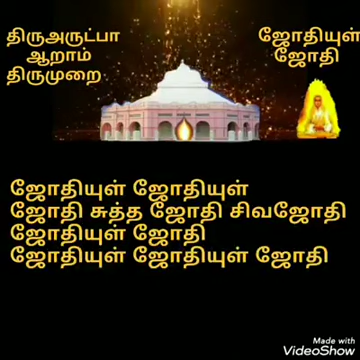 திருஅருட்பா
ஆறாம்
திருமுறை
ஜோதியுள்
ஜோதி
ஜோதியுள் ஜோதியுள்
ஜோதி சுத்த ஜோதி சிவஜோதி
ஜோதியுள் ஜோதி
ஜோதியுள் ஜோதியுள் ஜோதி
Made with
VideoShow